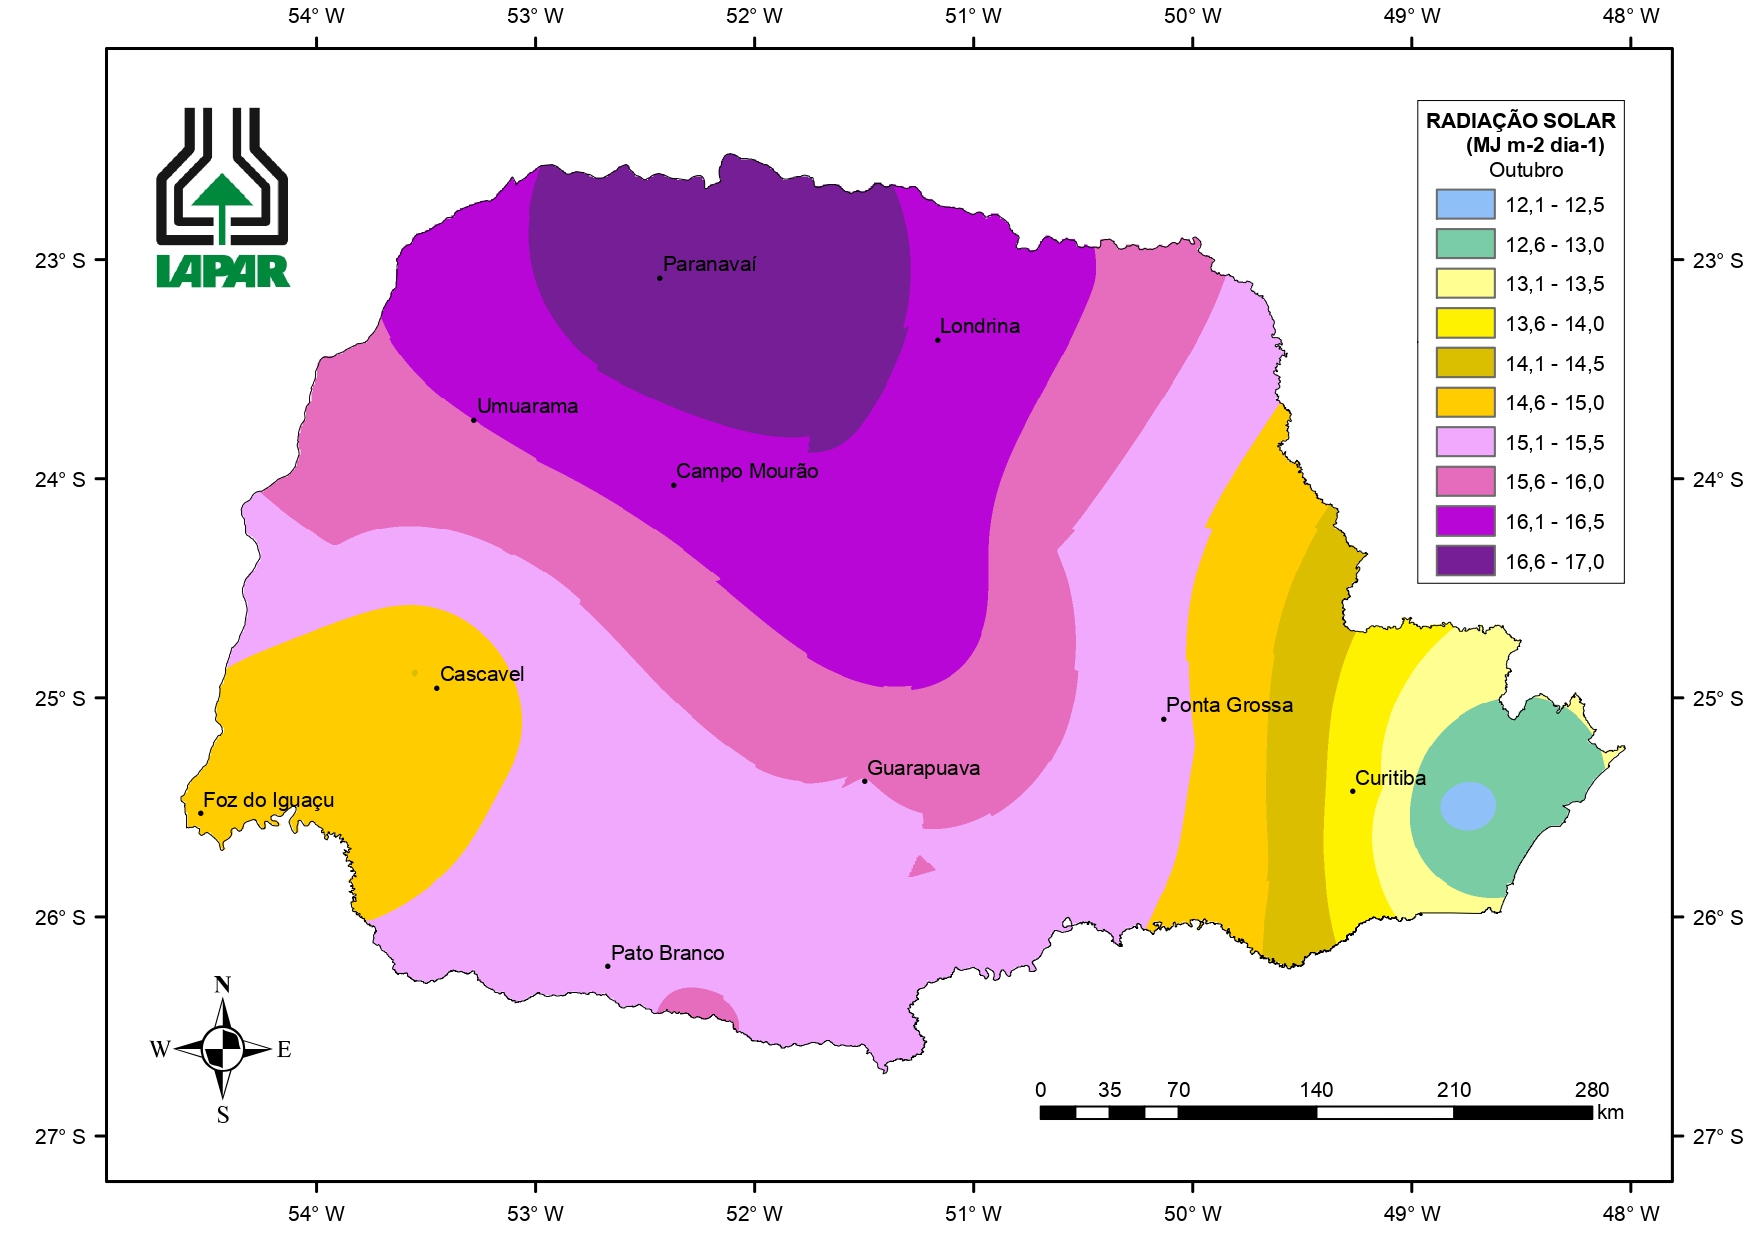 54° W 53° W 52° W 51° W 50° W 49° W 48° W
IAPAR
RADIAÇÃO SOLAR
(MJ m-2 dia-1)
Outubro
12,1 - 12,5
12,6 - 13,0
13,1 - 13,5
13,6 - 14,0
14,1 - 14,5
14,6 - 15,0
15,1 - 15,5
15,6 - 16,0
16,1 - 16,5
16,6 - 17,0
23° S 23° S
Paranavaí
Londrina
Umuarama
Campo Mourão
24° S 24° S
Cascavel
25° S 25° S
Ponta Grossa
Guarapuava
Curitiba
Foz do Iguaçu
26° S 26° S
Pato Branco
N
W E
S
0 35 70 140 210 280
km
27° S 27° S
54° W 53° W 52° W 51° W 50° W 49° W 48° W